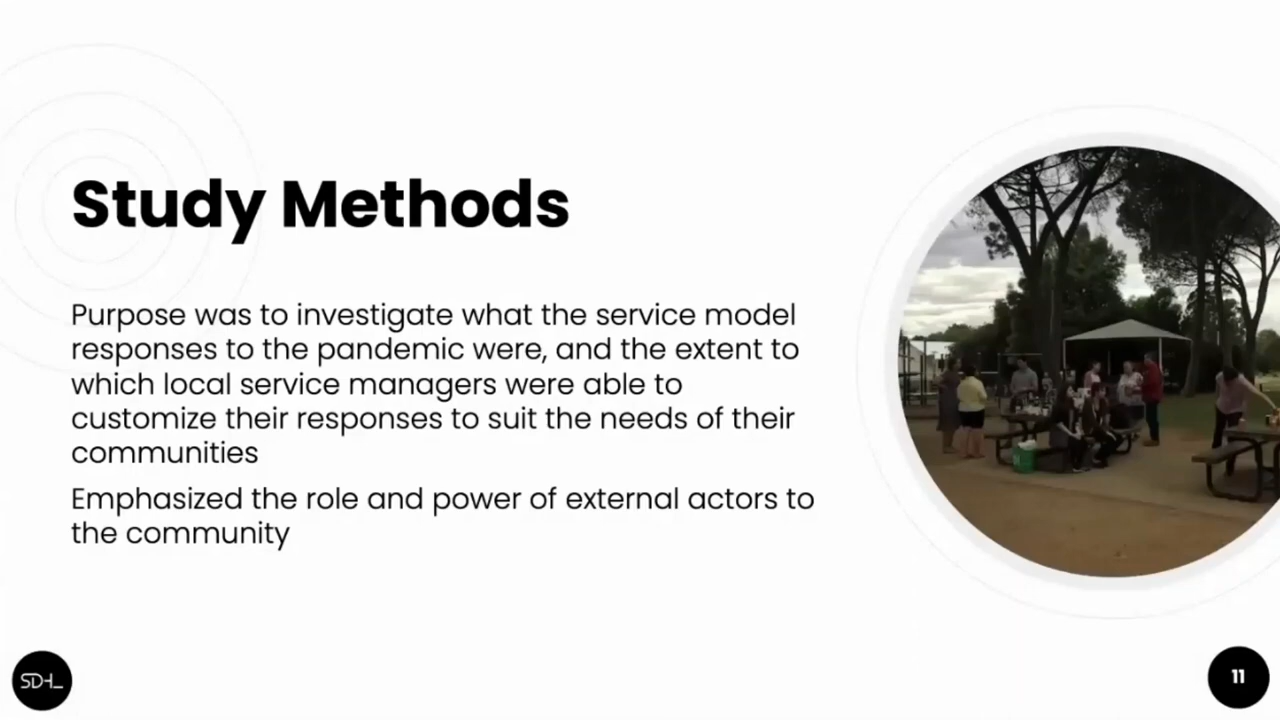 Study Methods
Purpose was to investigate what the service model
responses to the pandemic were, and the extent to
which local service managers were able to
customize their responses to suit the needs of their
communities
Emphasized the role and power of external actors to
the community
SDHL
11